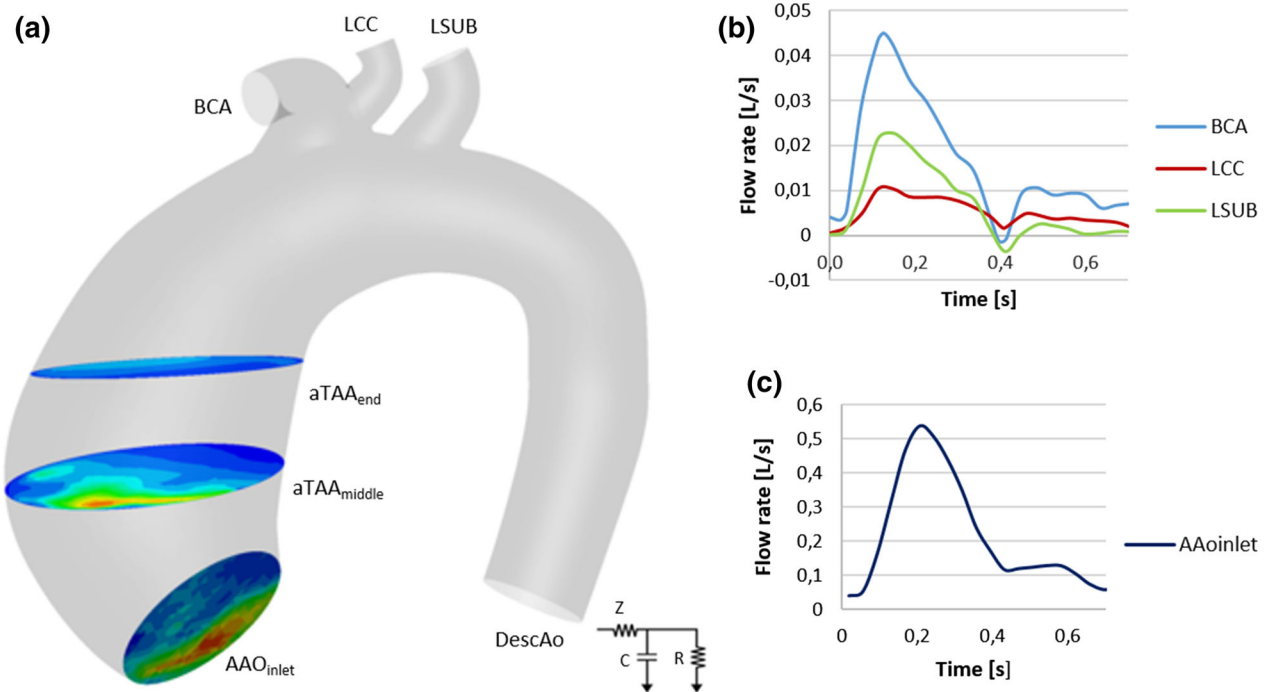 (a)
LCC
LSUB
BCA
aTAAend
aTAAmiddle
AAOinlet
DescAo
Z
C
R
(b)
Flow rate [L/s]
0,05
0,04
0,03
0,02
0,01
0
-0,01
0,0 0,2 0,4 0,6
Time [s]
BCA
LCC
LSUB
(c)
Flow rate [L/s]
0,6
0,5
0,4
0,3
0,2
0,1
0
0 0,2 0,4 0,6
Time [s]
AAoinlet